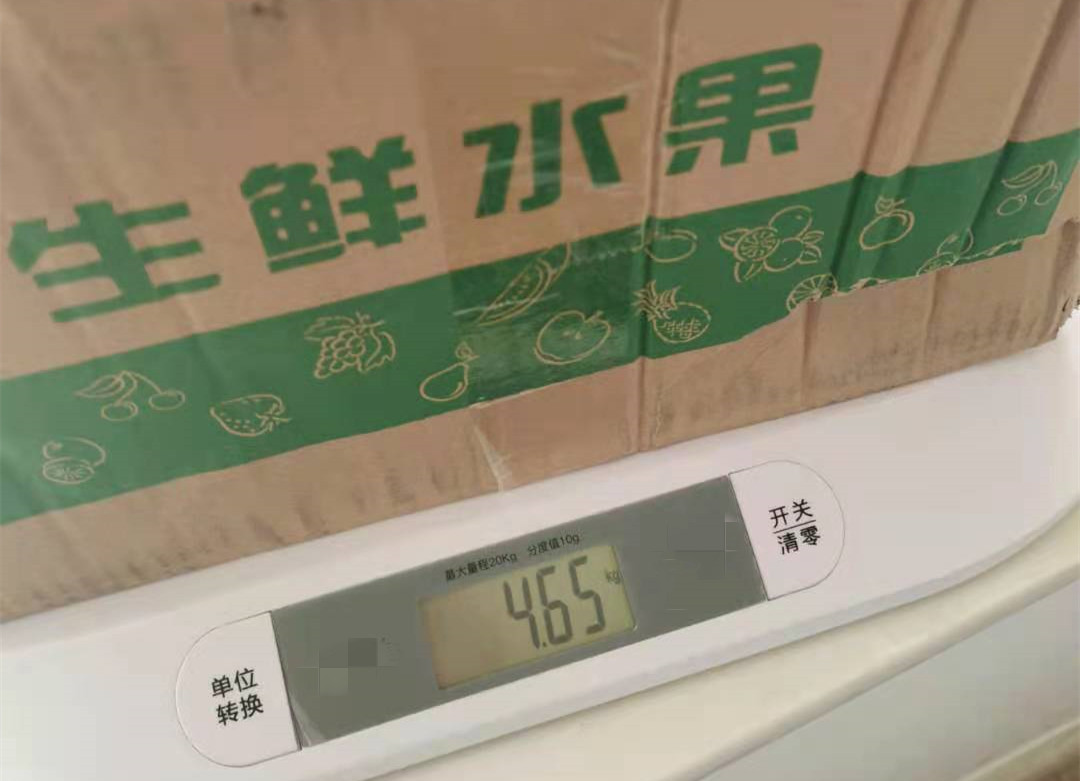 生鲜水果
最大量程20Kg 分度值10g
4.65 kg
开关
清零
单位
转换